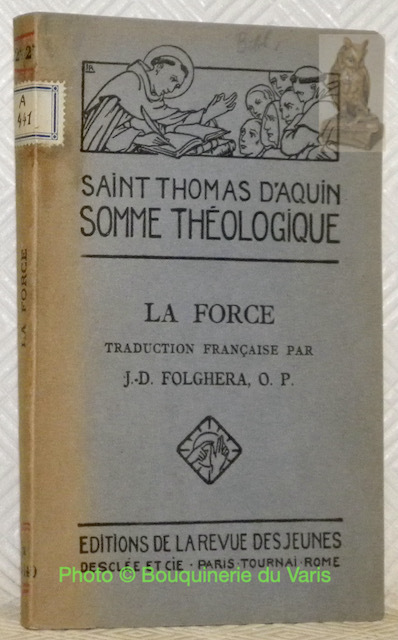 SAINT THOMAS D'AQUIN
SOMME THÉOLOGIQUE
LA FORCE
TRADUCTION FRANÇAISE PAR
J.-D. FOLGHERA, O. P.
EDITIONS DE LA REVUE DES JEUNES
DESCLÉE ET CIE · PARIS · TOURNAI · ROME
A
441
LA FORCE
Photo © Bouquinerie du Varis